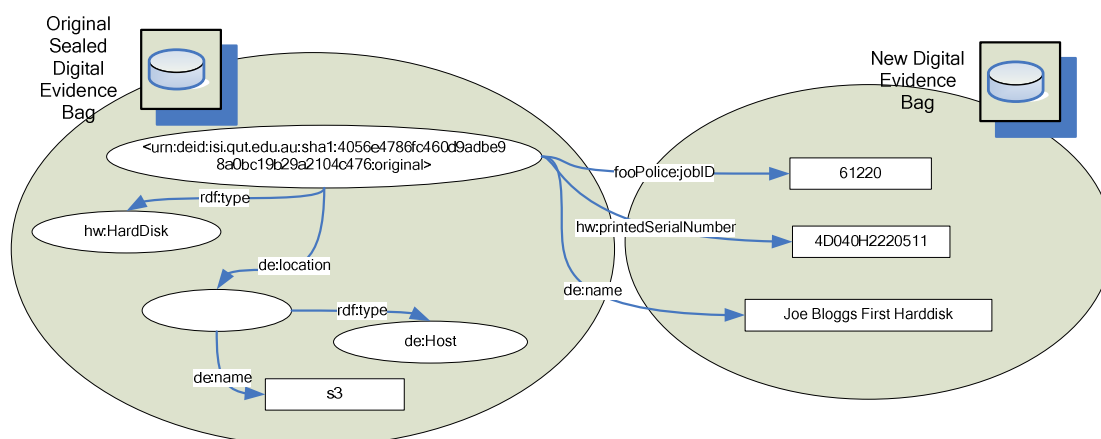 Original
Sealed
Digital
Evidence
Bag
New Digital
Evidence
Bag
<urn:deid:isi.qut.edu.au:sha1:4056e4786fc460d9adbe9
8a0bc19b29a2104c476:original>
fooPolice:jobID
61220
rdf:type
hw:HardDisk
hw:printedSerialNumber
4D040H2220511
de:location
de:name
rdf:type
Joe Bloggs First Harddisk
de:Host
de:name
s3